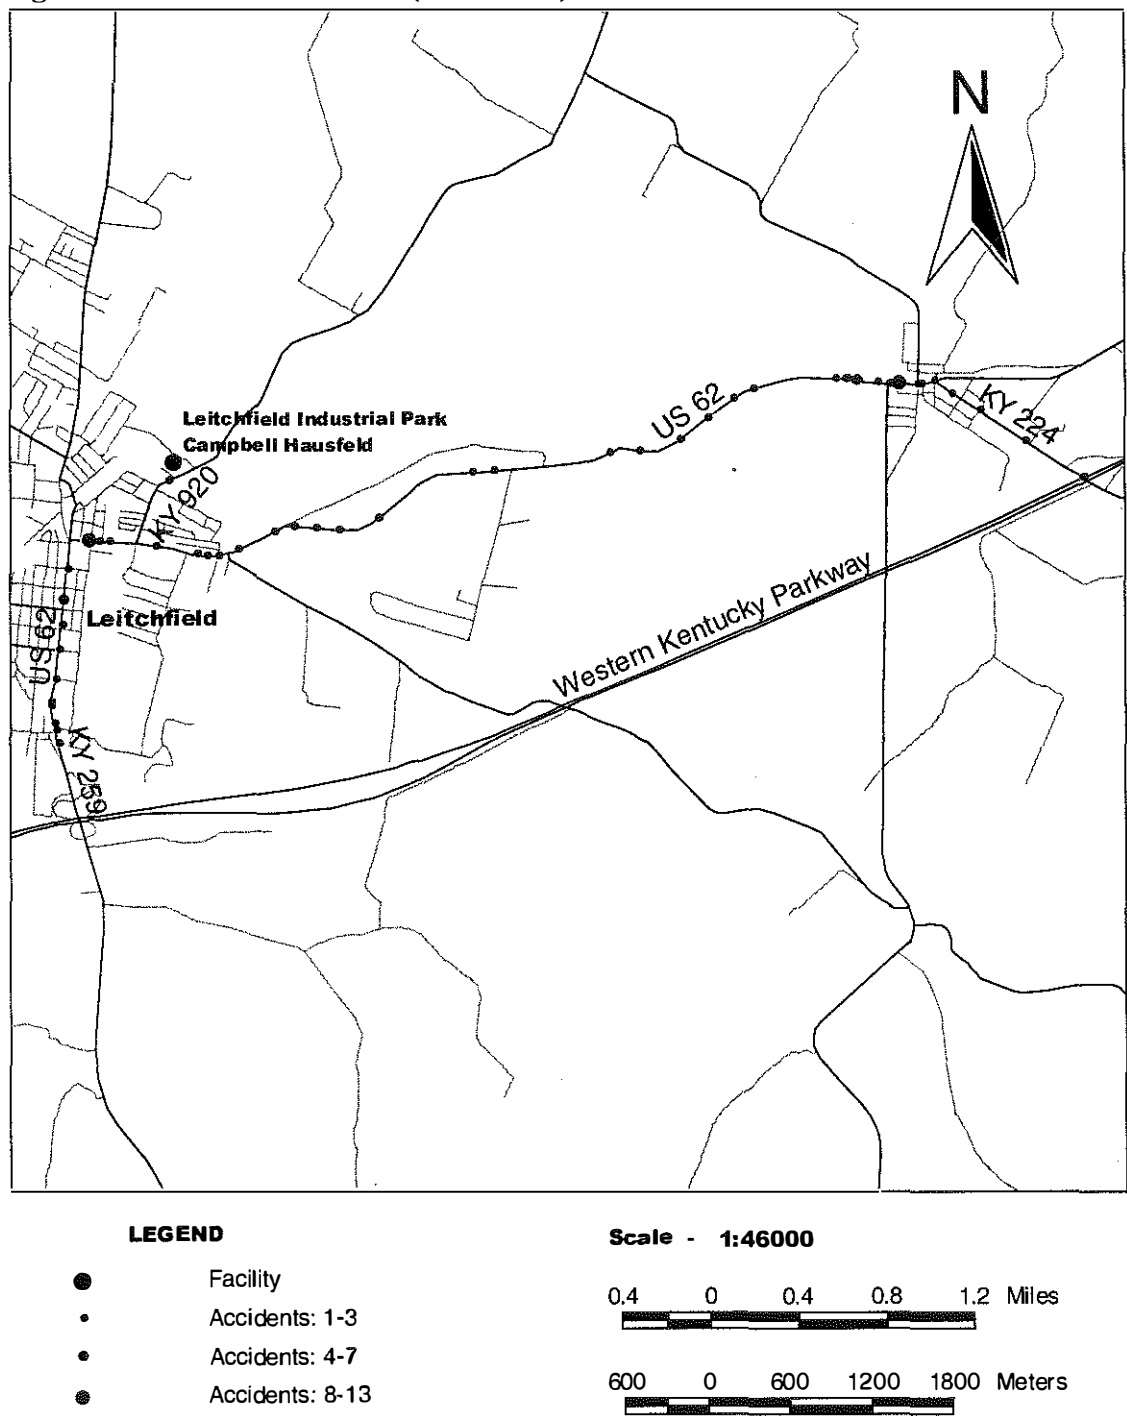 N
Leitchfield Industrial Park
Campbell Hausfeld
US 62
KY 224
KY 920
Leitchfield
US 62
Western Kentucky Parkway
KY 259
LEGEND
Facility
Accidents: 1-3
Accidents: 4-7
Accidents: 8-13
Scale - 1:46000
0.4 0 0.4 0.8 1.2 Miles
600 0 600 1200 1800 Meters